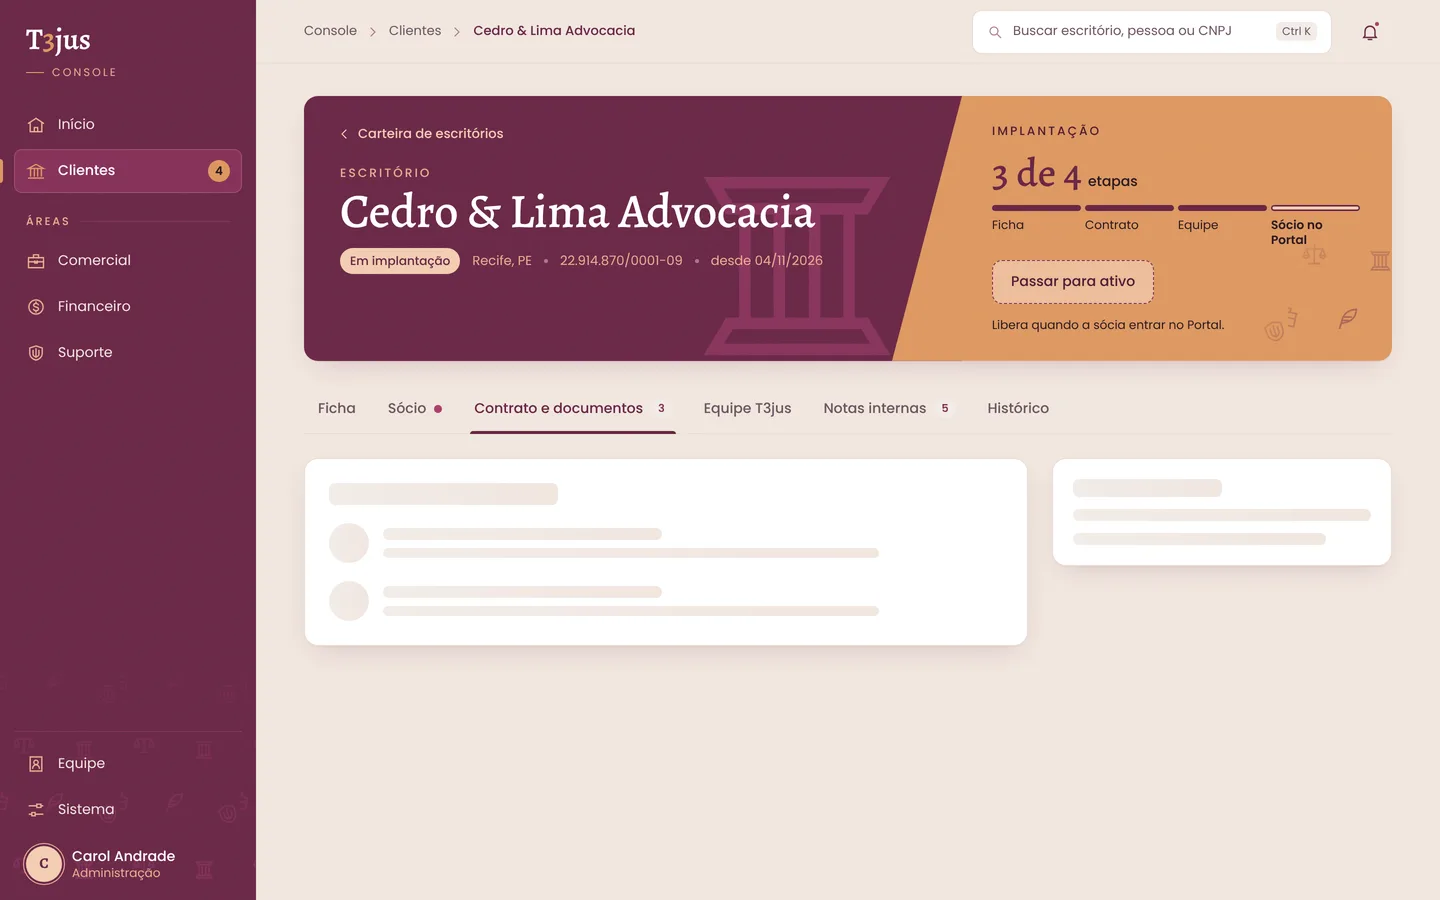 T3jus
CONSOLE
Início
Clientes
4
ÁREAS
Comercial
Financeiro
Suporte
Equipe
Sistema
C
Carol Andrade
Administração
Console
Clientes
Cedro & Lima Advocacia
Buscar escritório, pessoa ou CNPJ
Ctrl K
Carteira de escritórios
ESCRITÓRIO
Cedro & Lima Advocacia
Em implantação
Recife, PE • 22.914.870/0001-09 • desde 04/11/2026
IMPLANTAÇÃO
3 de 4 etapas
Ficha
Contrato
Equipe
Sócio no
Portal
Passar para ativo
Libera quando a sócia entrar no Portal.
Ficha
Sócio
Contrato e documentos 3
Equipe T3jus
Notas internas 5
Histórico